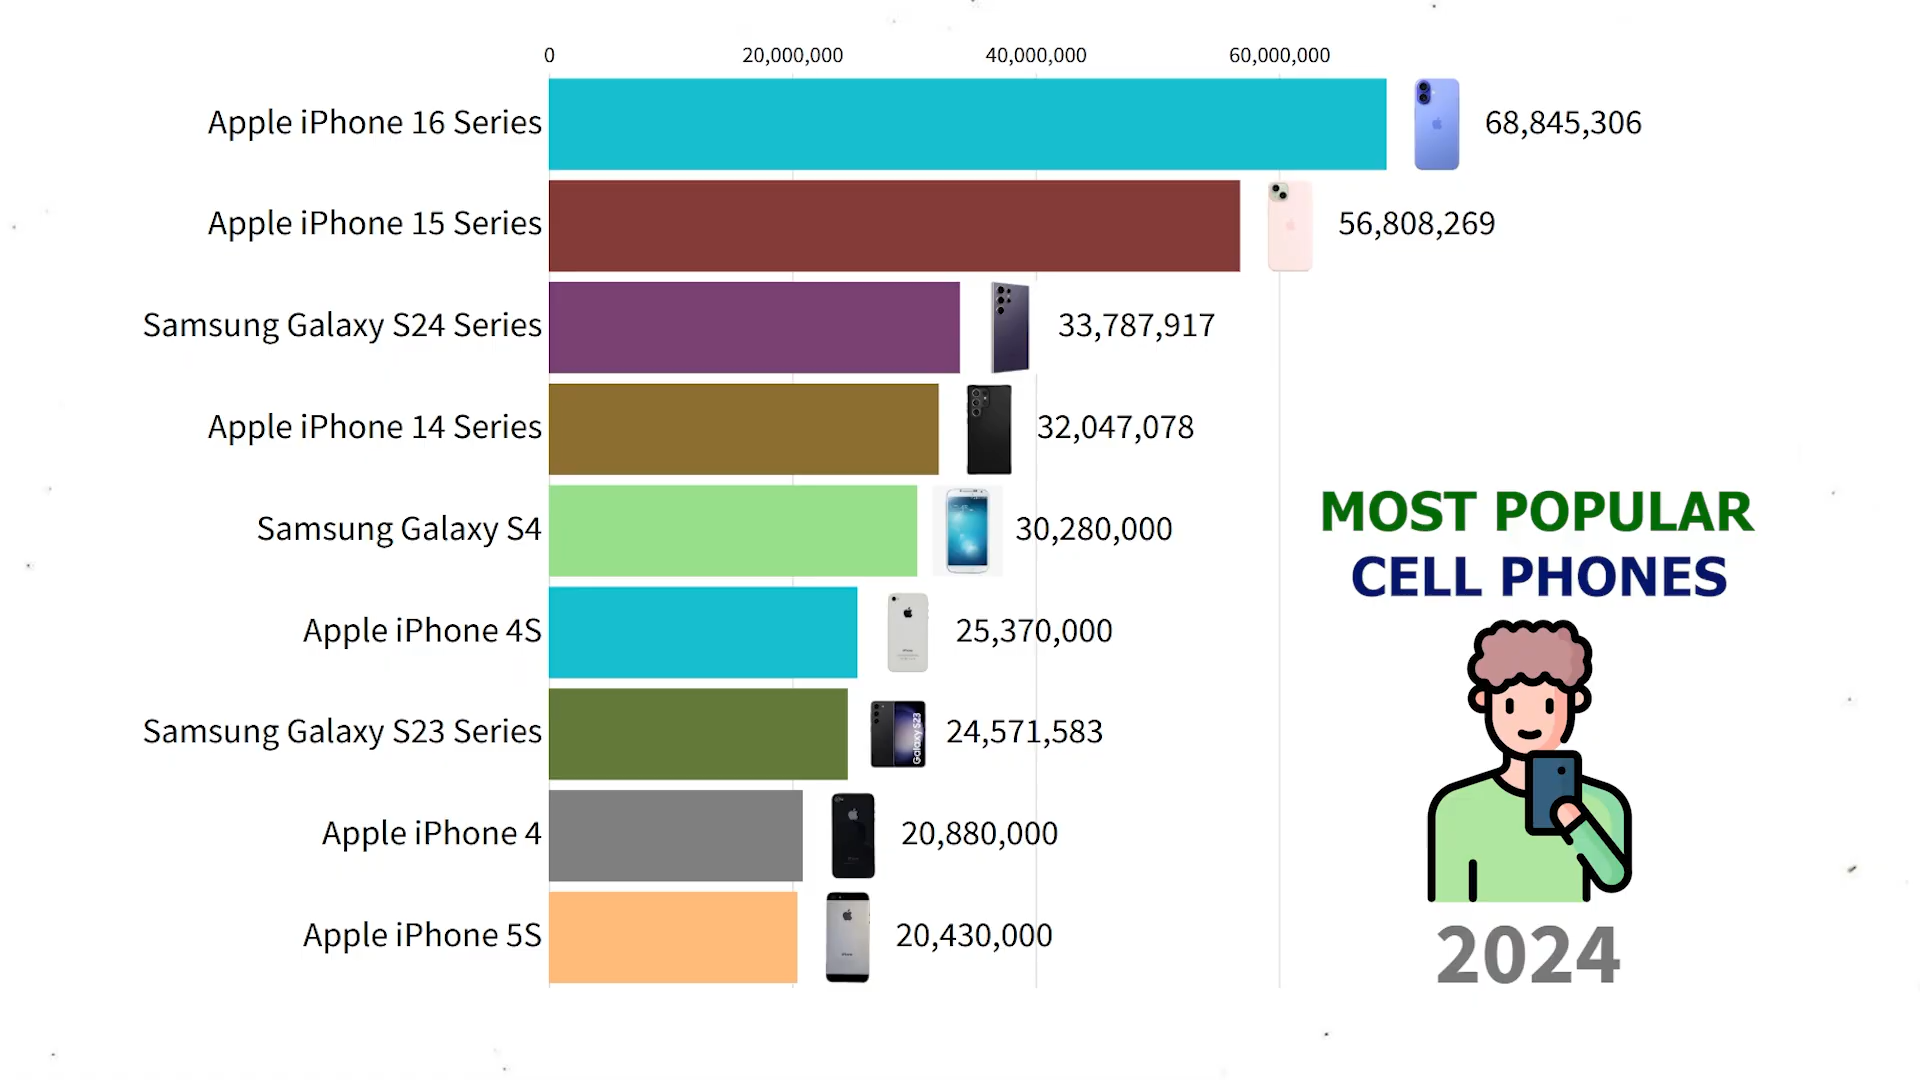 0 20,000,000 40,000,000 60,000,000
Apple iPhone 16 Series 68,845,306
Apple iPhone 15 Series 56,808,269
Samsung Galaxy S24 Series 33,787,917
Apple iPhone 14 Series 32,047,078
Samsung Galaxy S4 30,280,000
Apple iPhone 4S 25,370,000
Samsung Galaxy S23 Series Galaxy S23 24,571,583
Apple iPhone 4 20,880,000
Apple iPhone 5S 20,430,000
MOST POPULAR
CELL PHONES
2024